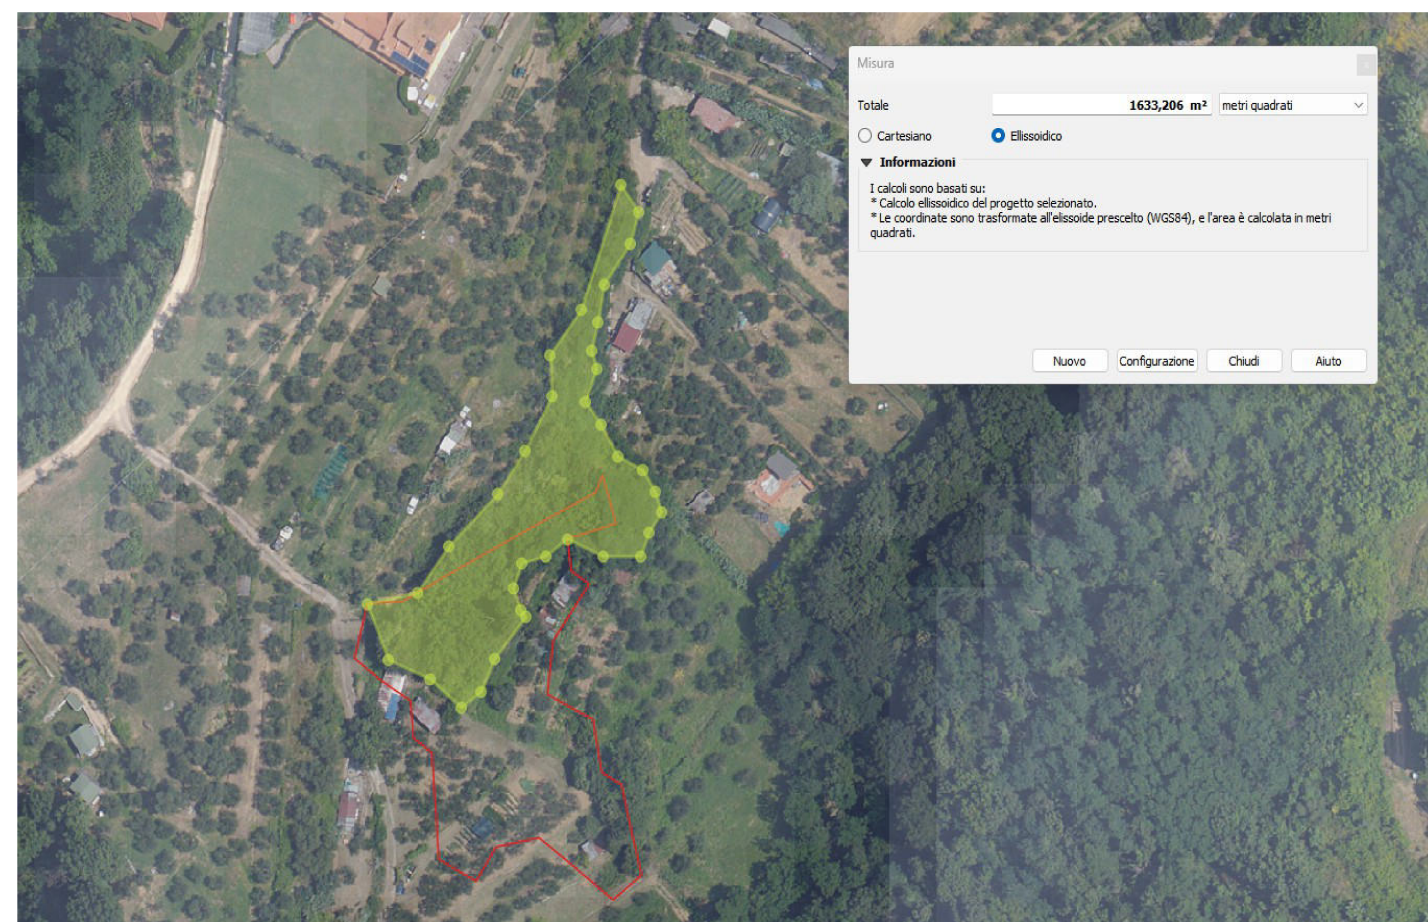 Misura
Totale 1633,206 m² metri quadrati
Cartesiano Ellissoidico
Informazioni
I calcoli sono basati su:
* Calcolo ellissoidico del progetto selezionato.
* Le coordinate sono trasformate all'elissoide prescelto (WGS84), e l'area è calcolata in metri
quadrati.
Nuovo Configurazione Chiudi Aiuto